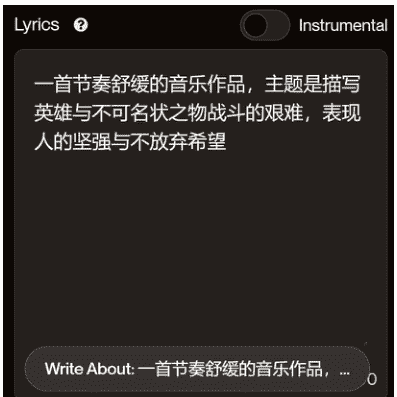 Lyrics ?
Instrumental
一首节奏舒缓的音乐作品，主题是描写
英雄与不可名状之物战斗的艰难，表现
人的坚强与不放弃希望
Write About: 一首节奏舒缓的音乐作品，...
0